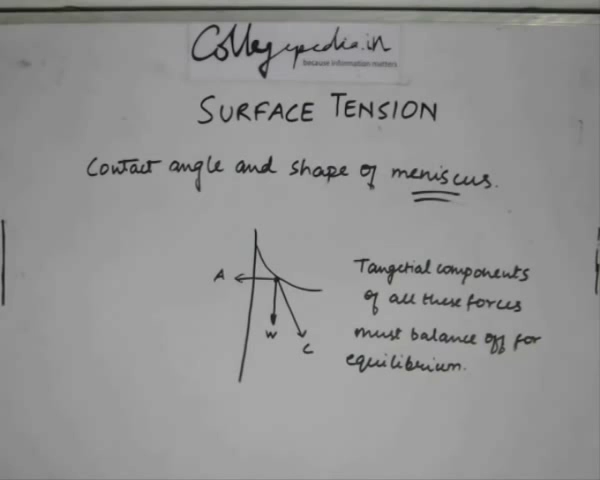 Collegepedia.in
because information matters
SURFACE TENSION
Contact angle and shape of meniscus.
A
W
C
Tangetial components
of all these forces
must balance off for
equilibrium.